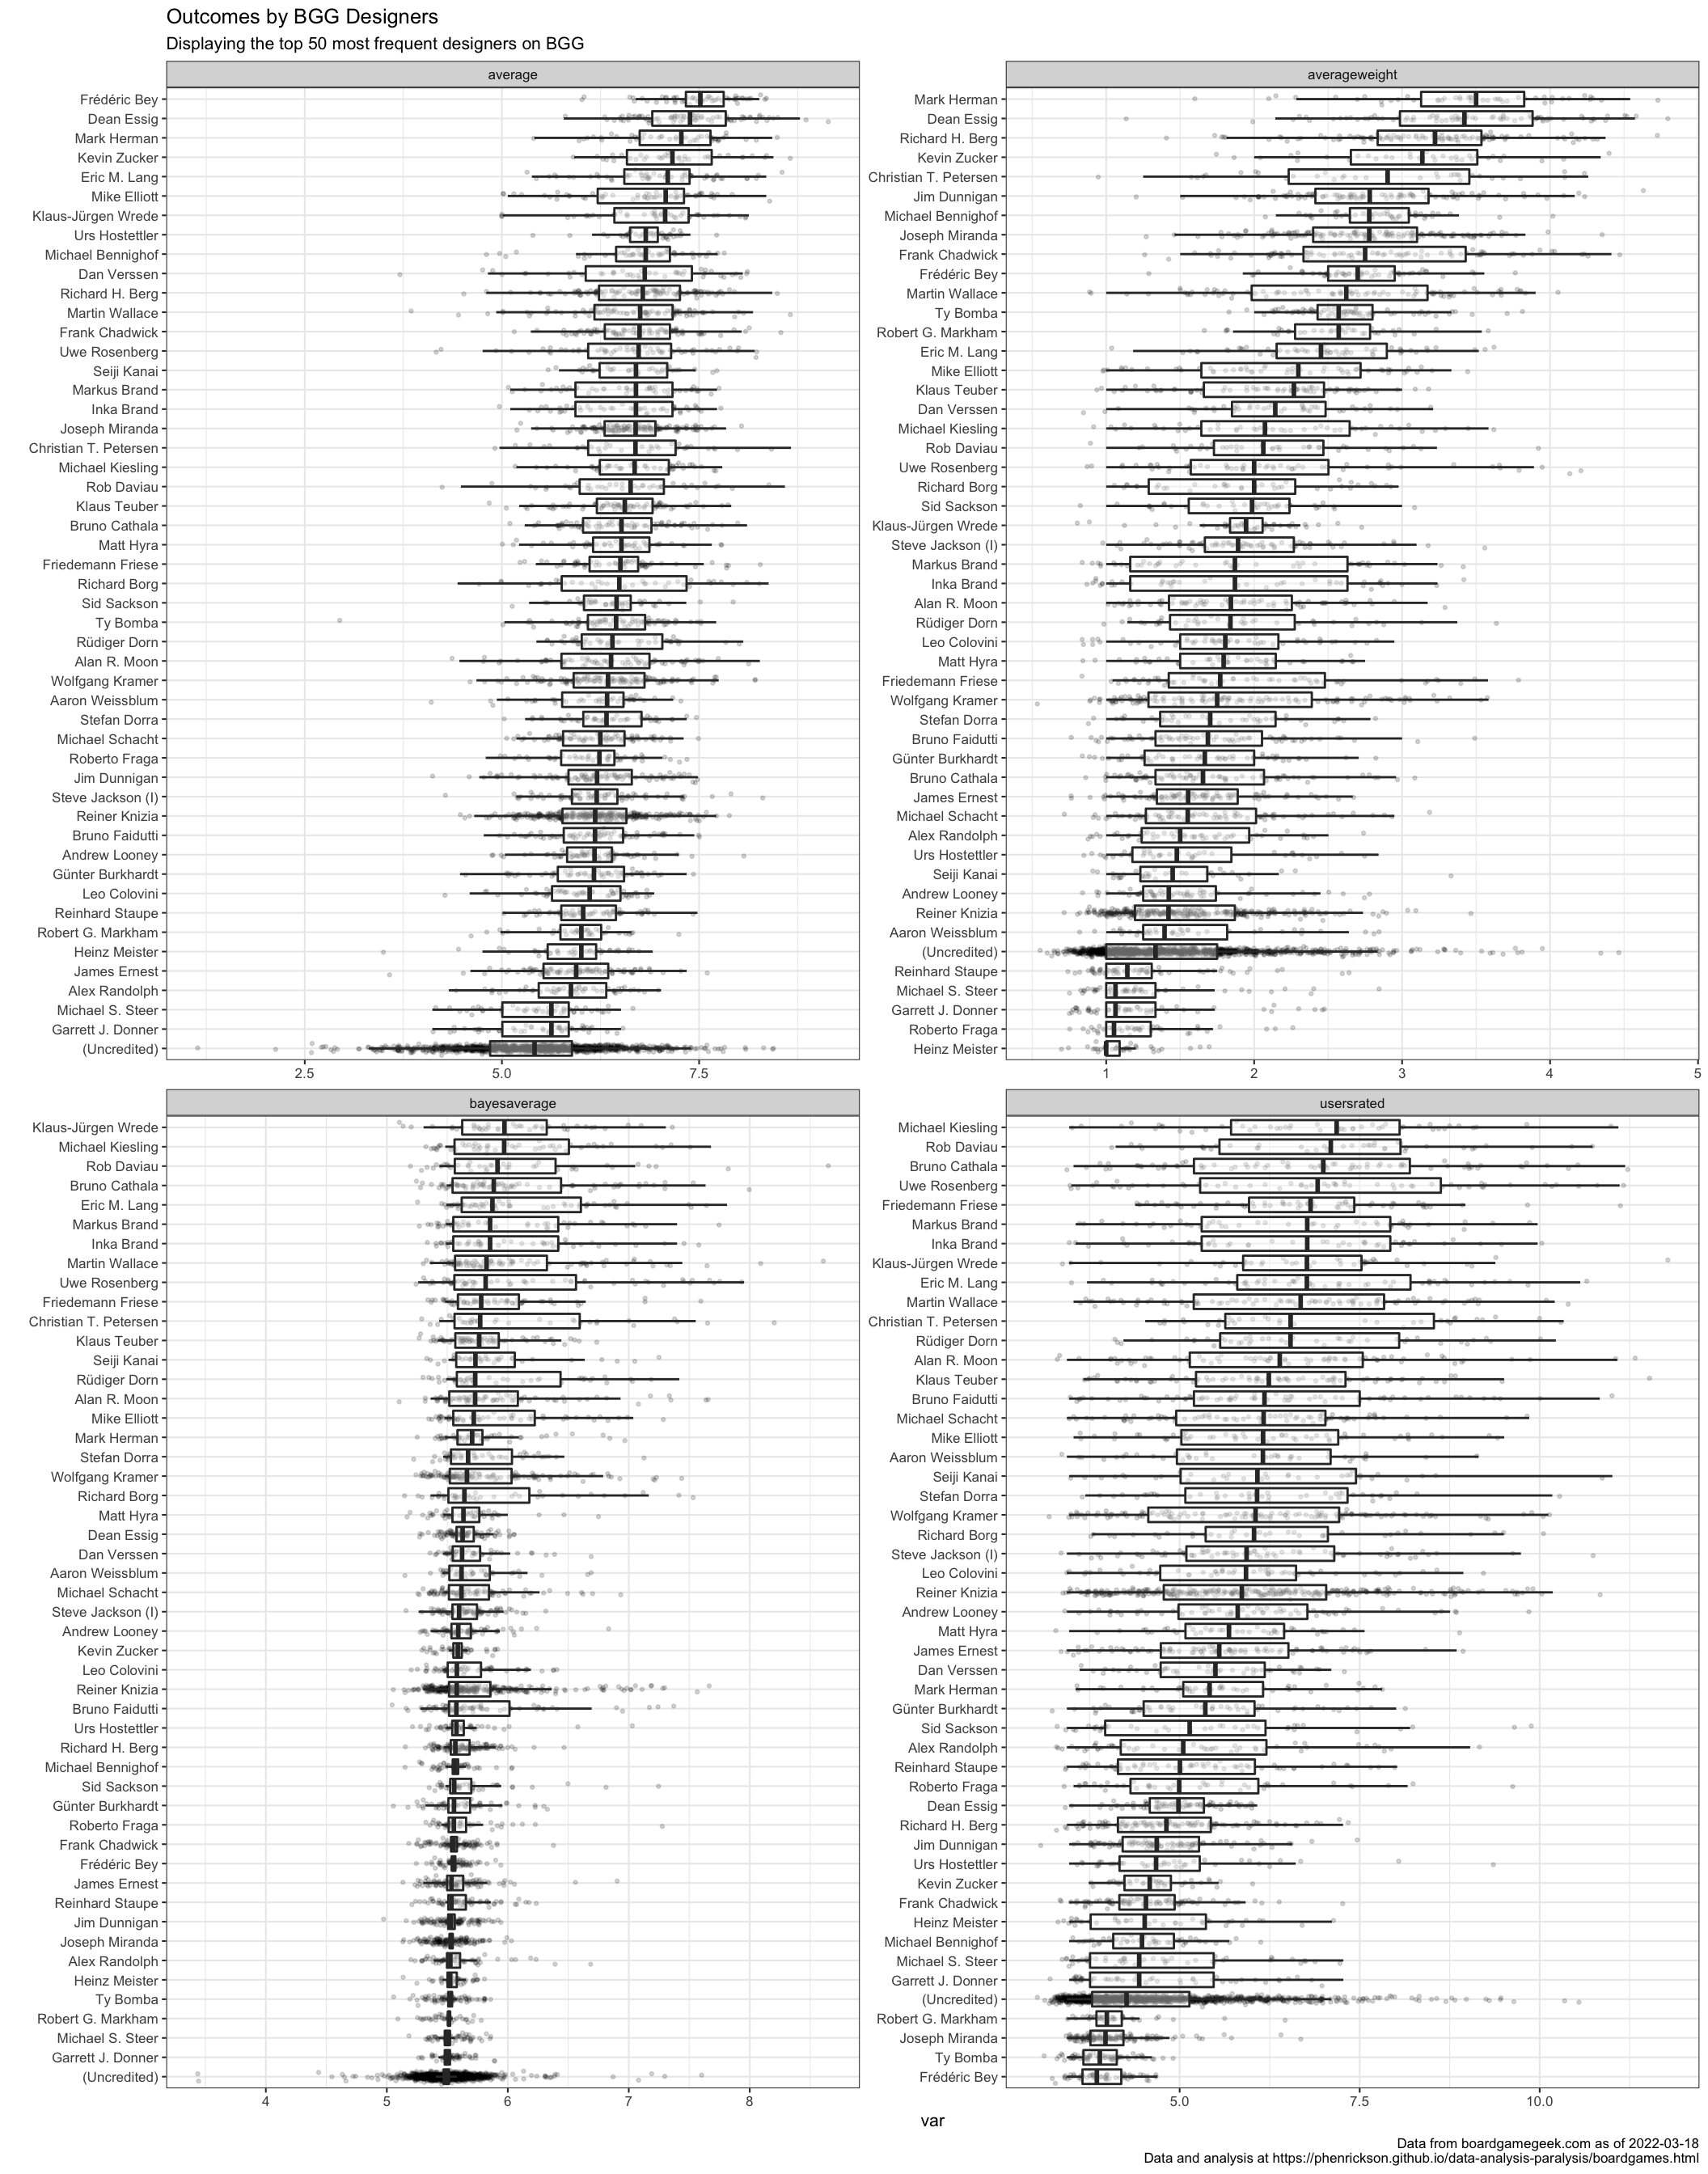 Outcomes by BGG Designers
Displaying the top 50 most frequent designers on BGG
average
Frédéric Bey
Dean Essig
Mark Herman
Kevin Zucker
Eric M. Lang
Mike Elliott
Klaus-Jürgen Wrede
Urs Hostettler
Michael Bennighof
Dan Verssen
Richard H. Berg
Martin Wallace
Frank Chadwick
Uwe Rosenberg
Seiji Kanai
Markus Brand
Inka Brand
Joseph Miranda
Christian T. Petersen
Michael Kiesling
Rob Daviau
Klaus Teuber
Bruno Cathala
Matt Hyra
Friedemann Friese
Richard Borg
Sid Sackson
Ty Bomba
Rüdiger Dorn
Alan R. Moon
Wolfgang Kramer
Aaron Weissblum
Stefan Dorra
Michael Schacht
Roberto Fraga
Jim Dunnigan
Steve Jackson (I)
Reiner Knizia
Bruno Faidutti
Andrew Looney
Günter Burkhardt
Leo Colovini
Reinhard Staupe
Robert G. Markham
Heinz Meister
James Ernest
Alex Randolph
Michael S. Steer
Garrett J. Donner
(Uncredited)
2.5 5.0 7.5
averageweight
Mark Herman
Dean Essig
Richard H. Berg
Kevin Zucker
Christian T. Petersen
Jim Dunnigan
Michael Bennighof
Joseph Miranda
Frank Chadwick
Frédéric Bey
Martin Wallace
Ty Bomba
Robert G. Markham
Eric M. Lang
Mike Elliott
Klaus Teuber
Dan Verssen
Michael Kiesling
Rob Daviau
Uwe Rosenberg
Richard Borg
Sid Sackson
Klaus-Jürgen Wrede
Steve Jackson (I)
Markus Brand
Inka Brand
Alan R. Moon
Rüdiger Dorn
Leo Colovini
Matt Hyra
Friedemann Friese
Wolfgang Kramer
Stefan Dorra
Bruno Faidutti
Günter Burkhardt
Bruno Cathala
James Ernest
Michael Schacht
Alex Randolph
Urs Hostettler
Seiji Kanai
Andrew Looney
Reiner Knizia
Aaron Weissblum
(Uncredited)
Reinhard Staupe
Michael S. Steer
Garrett J. Donner
Roberto Fraga
Heinz Meister
1 2 3 4 5
bayesaverage
Klaus-Jürgen Wrede
Michael Kiesling
Rob Daviau
Bruno Cathala
Eric M. Lang
Markus Brand
Inka Brand
Martin Wallace
Uwe Rosenberg
Friedemann Friese
Christian T. Petersen
Klaus Teuber
Seiji Kanai
Rüdiger Dorn
Alan R. Moon
Mike Elliott
Mark Herman
Stefan Dorra
Wolfgang Kramer
Richard Borg
Matt Hyra
Dean Essig
Dan Verssen
Aaron Weissblum
Michael Schacht
Steve Jackson (I)
Andrew Looney
Kevin Zucker
Leo Colovini
Reiner Knizia
Bruno Faidutti
Urs Hostettler
Richard H. Berg
Michael Bennighof
Sid Sackson
Günter Burkhardt
Roberto Fraga
Frank Chadwick
Frédéric Bey
James Ernest
Reinhard Staupe
Jim Dunnigan
Joseph Miranda
Alex Randolph
Heinz Meister
Ty Bomba
Robert G. Markham
Michael S. Steer
Garrett J. Donner
(Uncredited)
4 5 6 7 8
usersrated
Michael Kiesling
Rob Daviau
Bruno Cathala
Uwe Rosenberg
Friedemann Friese
Markus Brand
Inka Brand
Klaus-Jürgen Wrede
Eric M. Lang
Martin Wallace
Christian T. Petersen
Rüdiger Dorn
Alan R. Moon
Klaus Teuber
Bruno Faidutti
Michael Schacht
Mike Elliott
Aaron Weissblum
Seiji Kanai
Stefan Dorra
Wolfgang Kramer
Richard Borg
Steve Jackson (I)
Leo Colovini
Reiner Knizia
Andrew Looney
Matt Hyra
James Ernest
Dan Verssen
Mark Herman
Günter Burkhardt
Sid Sackson
Alex Randolph
Reinhard Staupe
Roberto Fraga
Dean Essig
Richard H. Berg
Jim Dunnigan
Urs Hostettler
Kevin Zucker
Frank Chadwick
Heinz Meister
Michael Bennighof
Michael S. Steer
Garrett J. Donner
(Uncredited)
Robert G. Markham
Joseph Miranda
Ty Bomba
Frédéric Bey
5.0 7.5 10.0
var
Data from boardgamegeek.com as of 2022-03-18
Data and analysis at https://phenrickson.github.io/data-analysis-paralysis/boardgames.html